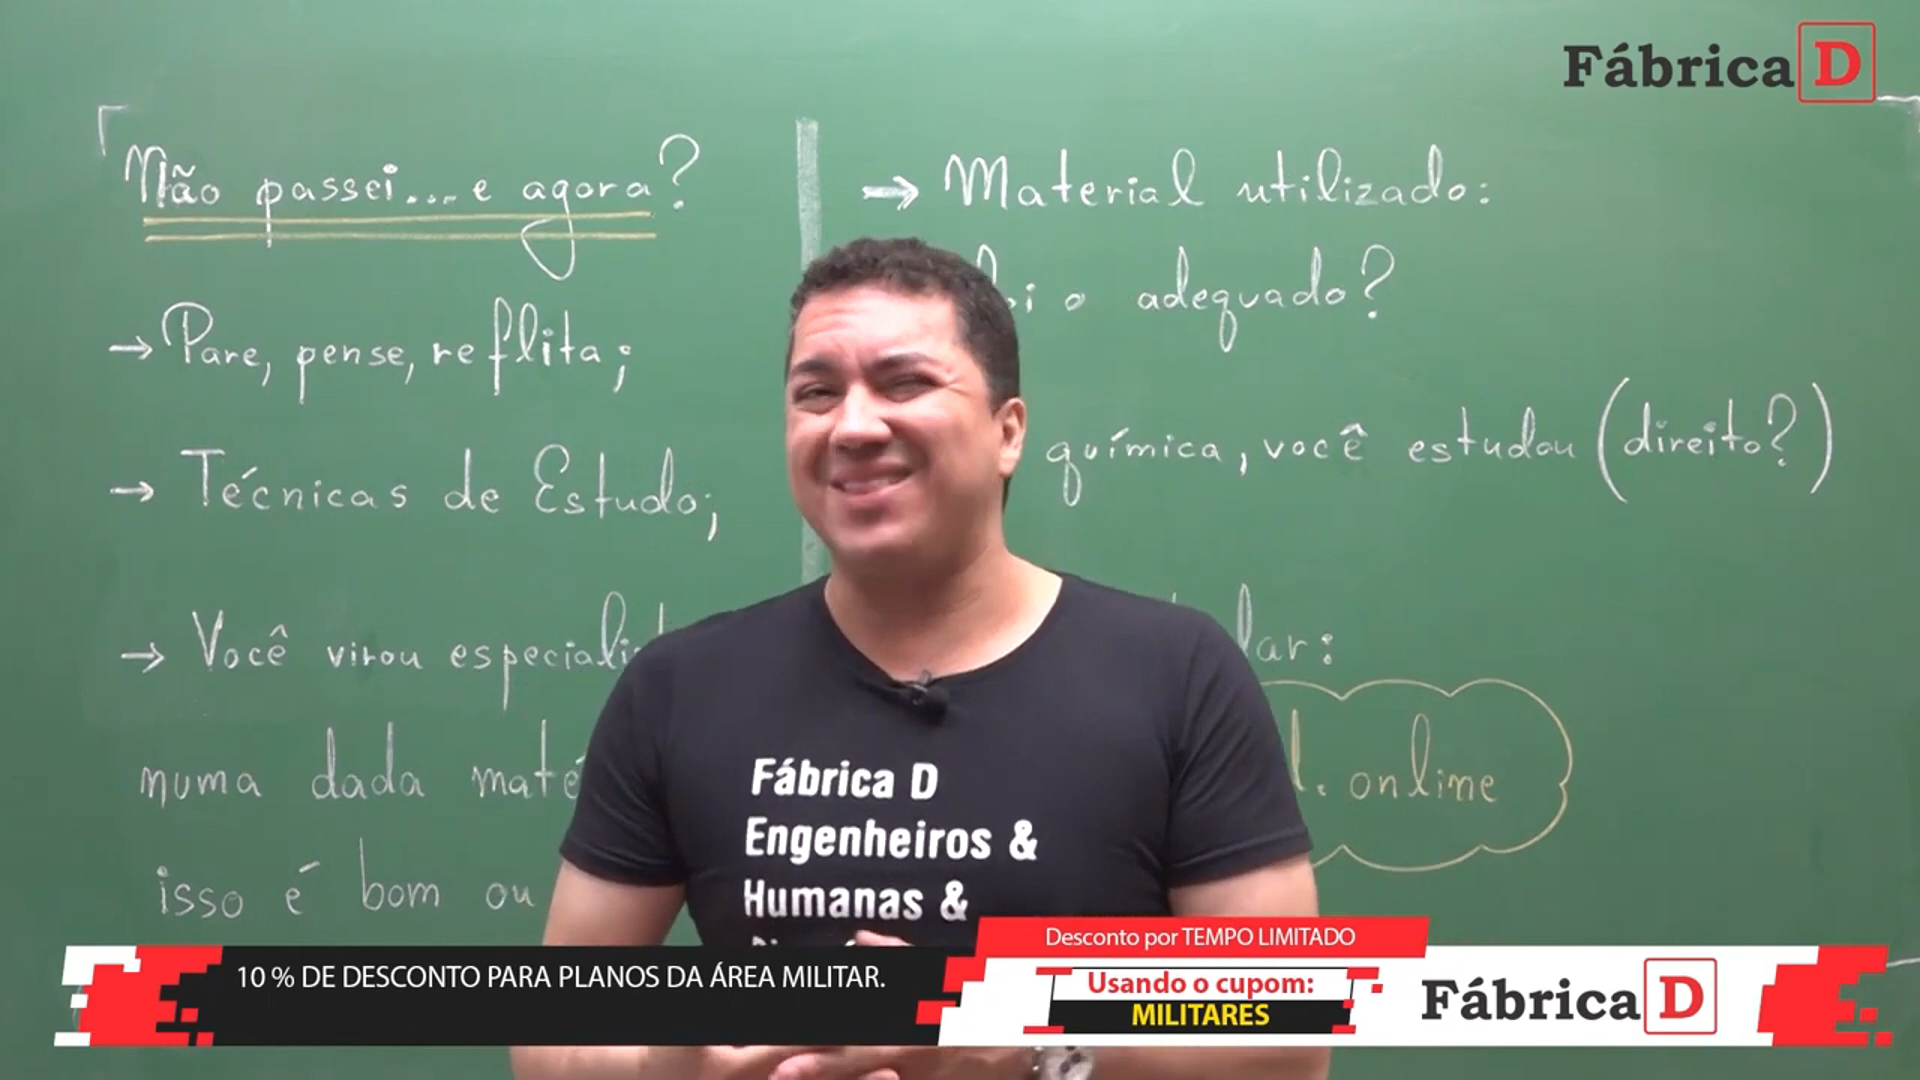 Fábrica D
Não passei... e agora?
→ Pare, pense, reflita;
→ Técnicas de Estudo;
→ Você virou
numa dada
isso é bom ou
→ Material utilizado:
o adequado?
química, você estudou (direito?)
online
Fábrica D
Engenheiros &
Humanas &
10 % DE DESCONTO PARA PLANOS DA ÁREA MILITAR.
Desconto por TEMPO LIMITADO
Usando o cupom:
MILITARES
Fábrica D